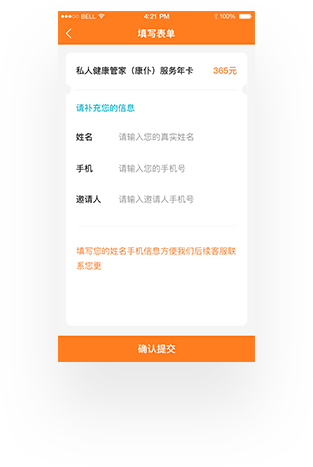 BELL 4:21 PM 100%
填写表单
私人健康管家（康仆）服务年卡 365元
请补充您的信息
姓名 请输入您的真实姓名
手机 请输入您的手机号
邀请人 请输入邀请人手机号
填写您的姓名手机信息方便我们后续客服联
系您更
确认提交